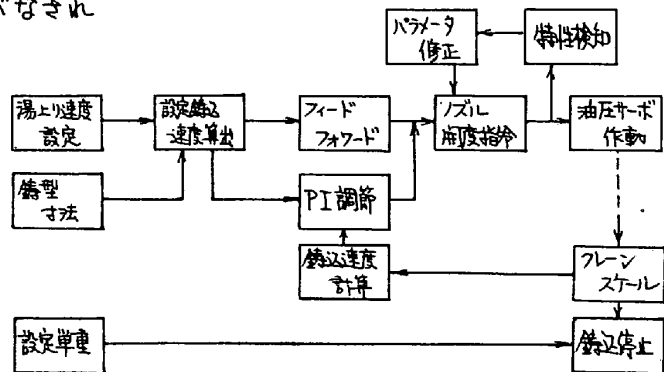 なされ
パラメータ
修正
特性検知
湯上り速度
設定
設定鋳込
速度算出
フィード
フォワード
ノズル
開度指令
油圧サーボ
作動
鋳型
寸法
PI調節
鋳込速度
計算
クレーン
スケール
設定単重
鋳込停止